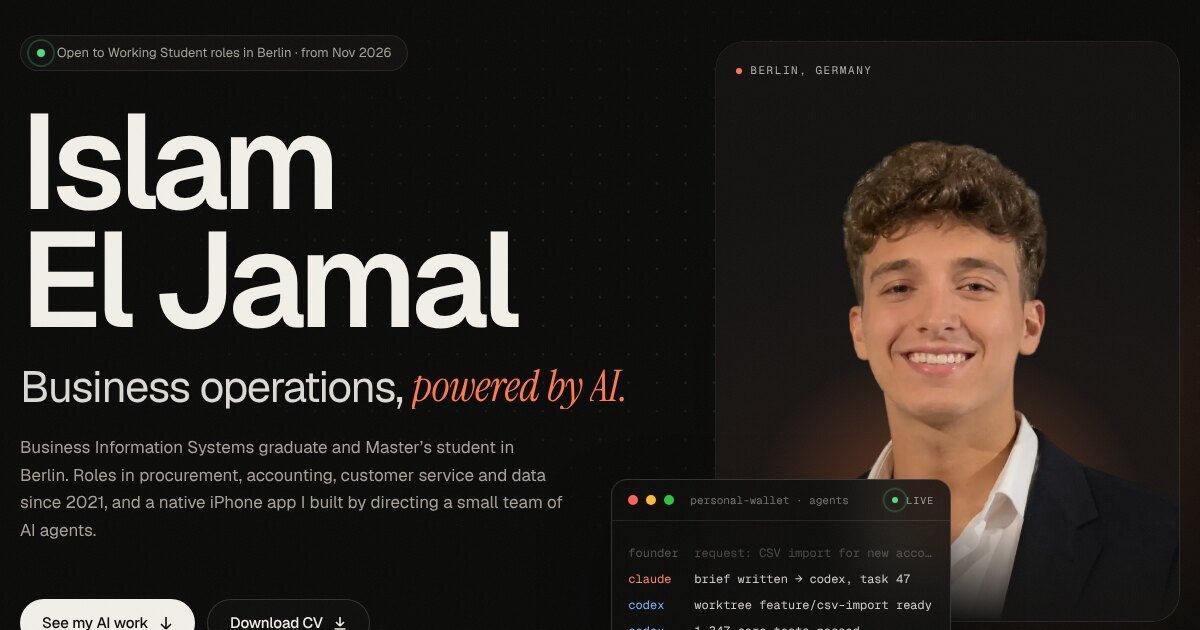 Open to Working Student roles in Berlin · from Nov 2026
BERLIN, GERMANY
Islam
El Jamal
Business operations, powered by AI.
Business Information Systems graduate and Master’s student in
Berlin. Roles in procurement, accounting, customer service and data
since 2021, and a native iPhone app I built by directing a small team of
AI agents.
See my AI work ↓
Download CV
personal-wallet · agents
LIVE
founder request: CSV import for new acco…
claude brief written → codex, task 47
codex worktree feature/csv-import ready